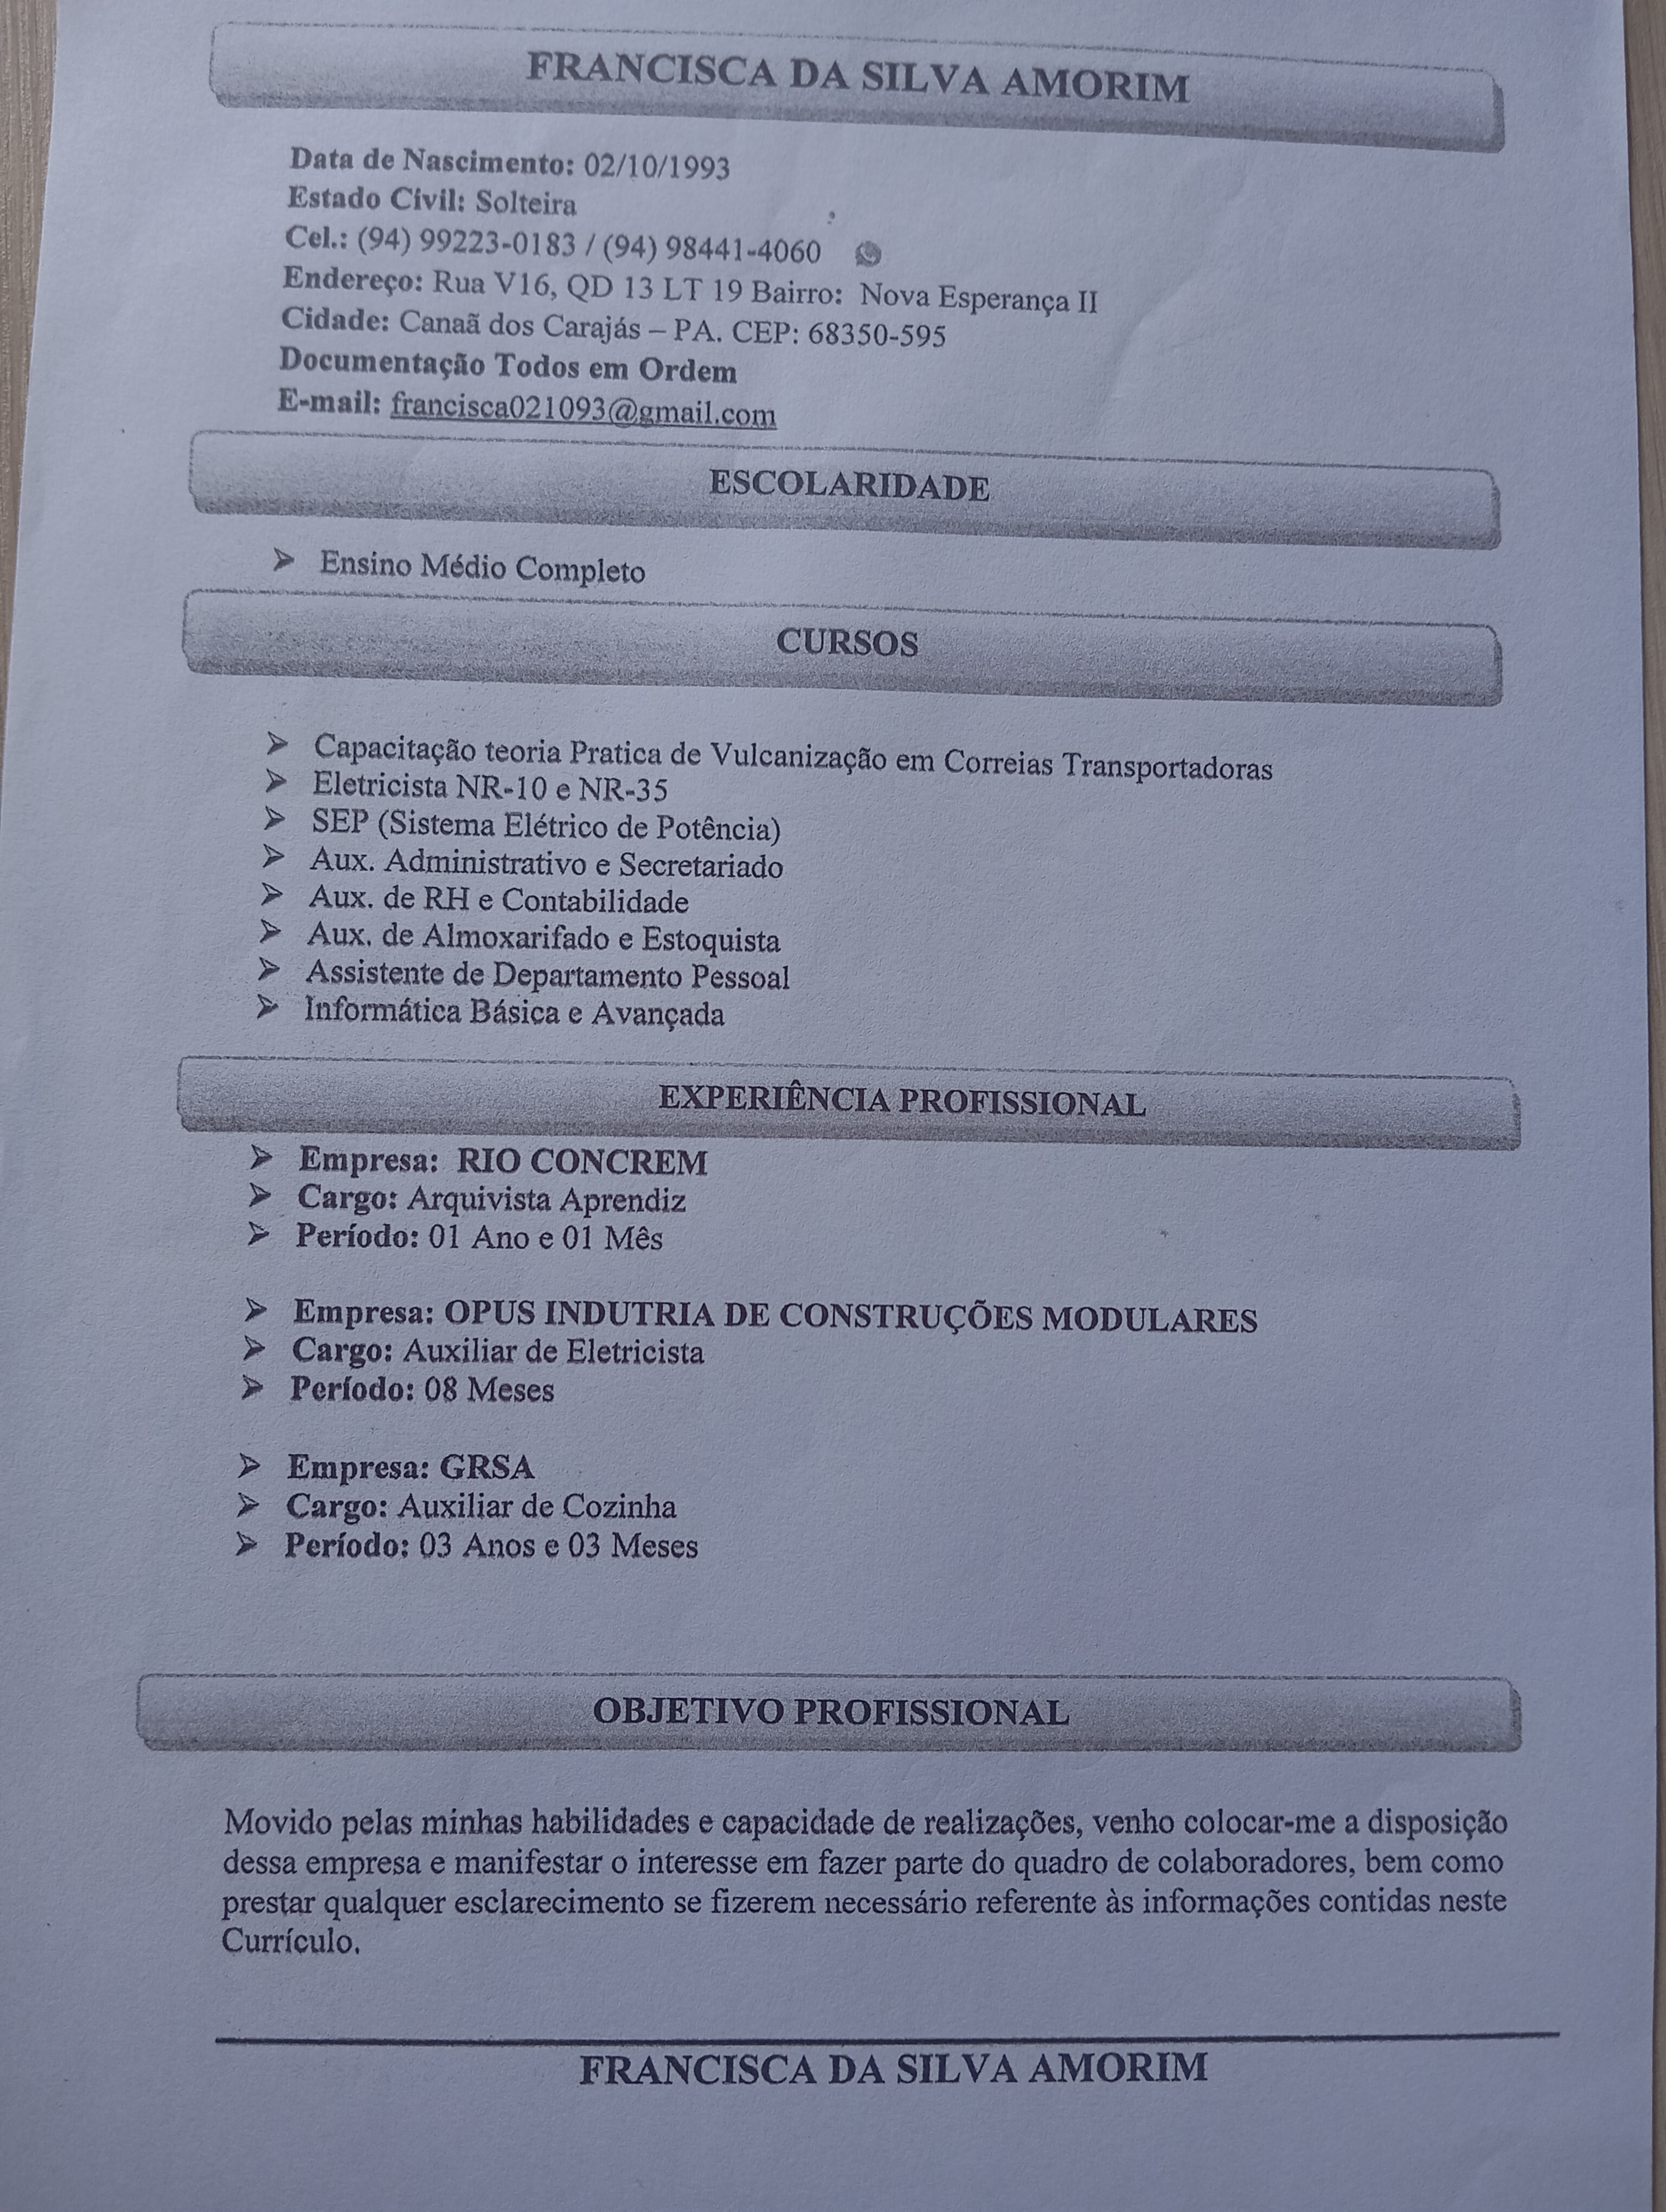 FRANCISCA DA SILVA AMORIM
Data de Nascimento: 02/10/1993
Estado Civil: Solteira
Cel.: (94) 99223-0183 / (94) 98441-4060
Endereço: Rua V16, QD 13 LT 19 Bairro: Nova Esperança II
Cidade: Canaã dos Carajás – PA. CEP: 68350-595
Documentação Todos em Ordem
E-mail: francisca021093@gmail.com
ESCOLARIDADE
➢ Ensino Médio Completo
CURSOS
➢ Capacitação teoria Pratica de Vulcanização em Correias Transportadoras
➢ Eletricista NR-10 e NR-35
➢ SEP (Sistema Elétrico de Potência)
➢ Aux. Administrativo e Secretariado
➢ Aux. de RH e Contabilidade
➢ Aux. de Almoxarifado e Estoquista
➢ Assistente de Departamento Pessoal
➢ Informática Básica e Avançada
EXPERIÊNCIA PROFISSIONAL
➢ Empresa: RIO CONCREM
➢ Cargo: Arquivista Aprendiz
➢ Período: 01 Ano e 01 Mês
➢ Empresa: OPUS INDUTRIA DE CONSTRUÇÕES MODULARES
➢ Cargo: Auxiliar de Eletricista
➢ Período: 08 Meses
➢ Empresa: GRSA
➢ Cargo: Auxiliar de Cozinha
➢ Período: 03 Anos e 03 Meses
OBJETIVO PROFISSIONAL
Movido pelas minhas habilidades e capacidade de realizações, venho colocar-me a disposição
dessa empresa e manifestar o interesse em fazer parte do quadro de colaboradores, bem como
prestar qualquer esclarecimento se fizerem necessário referente às informações contidas neste
Currículo.
FRANCISCA DA SILVA AMORIM